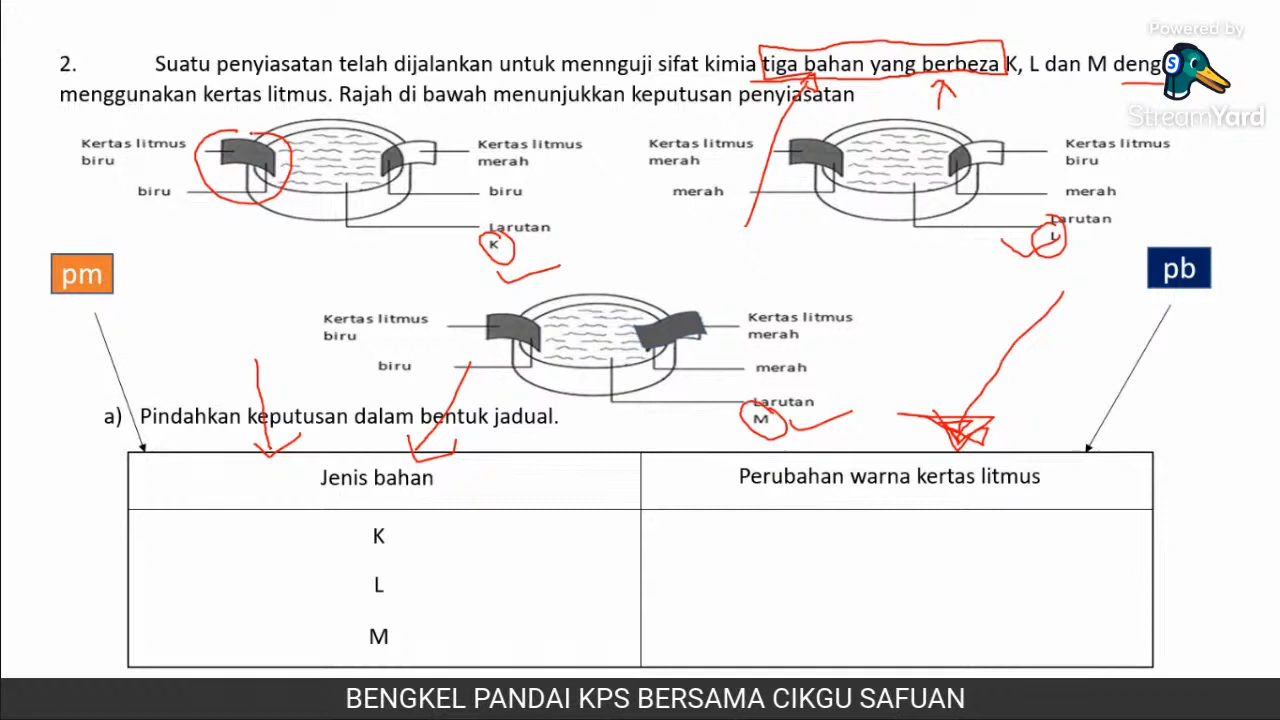 Powered by
StreamYard
2. Suatu penyiasatan telah dijalankan untuk mennguji sifat kimia tiga bahan yang berbeza K, L dan M deng
menggunakan kertas litmus. Rajah di bawah menunjukkan keputusan penyiasatan
Kertas litmus
biru
biru
Kertas litmus
merah
biru
Larutan
K
Kertas litmus
merah
merah
Kertas litmus
biru
merah
Larutan
L
pm
pb
Kertas litmus
biru
biru
Kertas litmus
merah
merah
Larutan
M
a) Pindahkan keputusan dalam bentuk jadual.
Jenis bahan
Perubahan warna kertas litmus
K
L
M
BENGKEL PANDAI KPS BERSAMA CIKGU SAFUAN